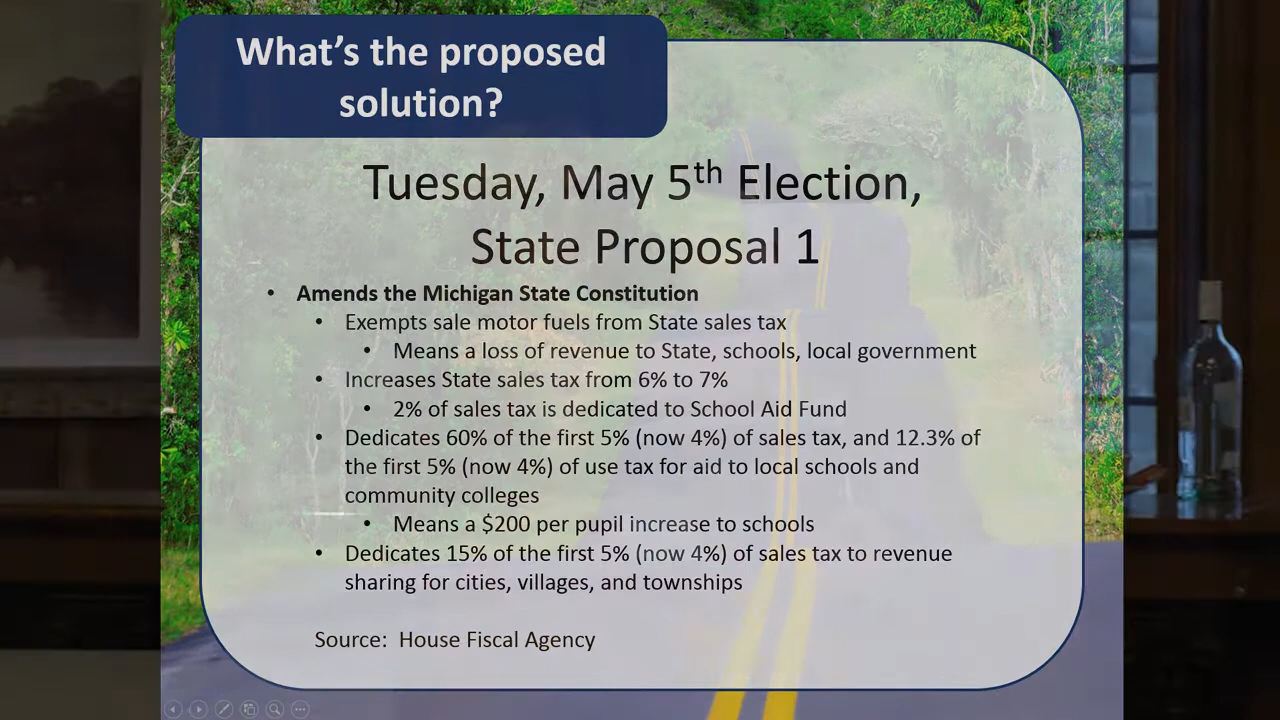 What's the proposed
solution?
Tuesday, May 5th Election,
State Proposal 1
• Amends the Michigan State Constitution
• Exempts sale motor fuels from State sales tax
• Means a loss of revenue to State, schools, local government
• Increases State sales tax from 6% to 7%
• 2% of sales tax is dedicated to School Aid Fund
• Dedicates 60% of the first 5% (now 4%) of sales tax, and 12.3% of
the first 5% (now 4%) of use tax for aid to local schools and
community colleges
• Means a $200 per pupil increase to schools
• Dedicates 15% of the first 5% (now 4%) of sales tax to revenue
sharing for cities, villages, and townships
Source: House Fiscal Agency